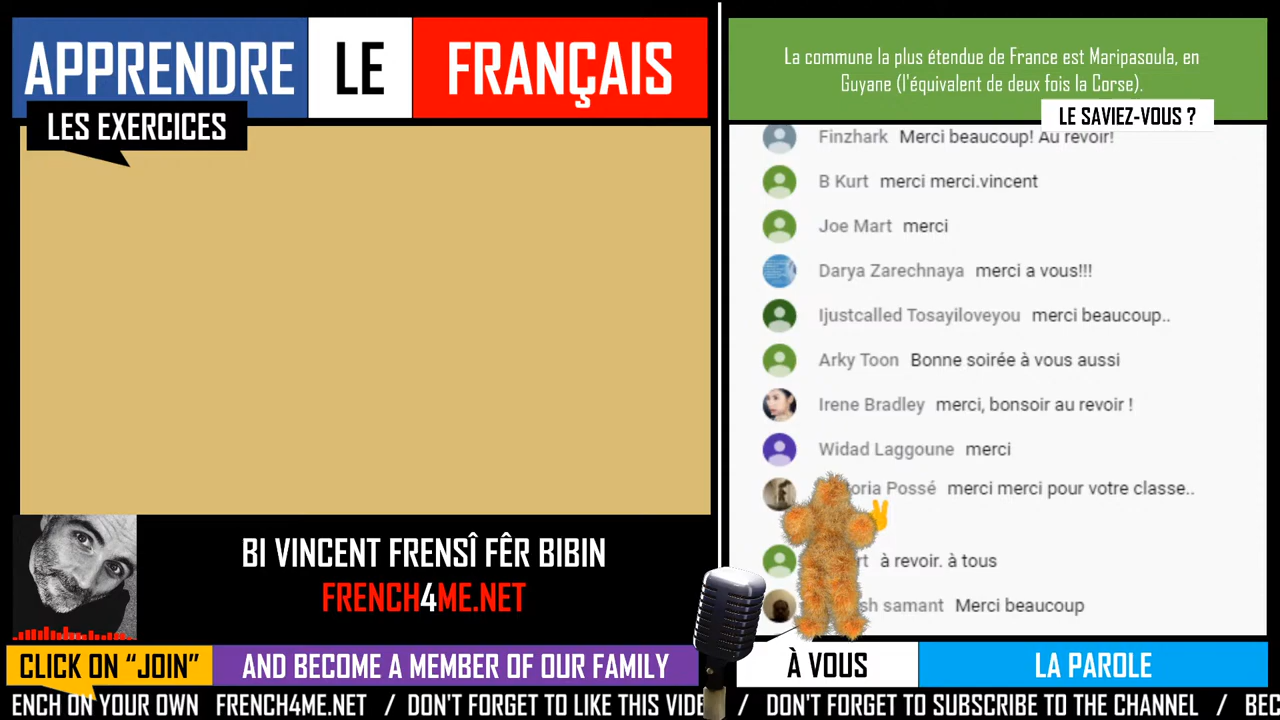 APPRENDRE LE FRANÇAIS
LES EXERCICES
La commune la plus étendue de France est Maripasoula, en
Guyane (l'équivalent de deux fois la Corse).
LE SAVIEZ-VOUS ?
Finzhark Merci beaucoup! Au revoir!
B Kurt merci merci.vincent
Joe Mart merci
Darya Zarechnaya merci a vous!!!
Ijustcalled Tosayiloveyou merci beaucoup..
Arky Toon Bonne soirée à vous aussi
Irene Bradley merci, bonsoir au revoir !
Widad Laggoune merci
Possé merci merci pour votre classe..
à revoir. à tous
samant Merci beaucoup
BI VINCENT FRENSÎ FÊR BIBIN
FRENCH4ME.NET
CLICK ON “JOIN” AND BECOME A MEMBER OF OUR FAMILY
À VOUS LA PAROLE
ON YOUR OWN FRENCH4ME.NET / DON'T FORGET TO LIKE THIS / DON'T FORGET TO SUBSCRIBE TO THE CHANNEL /